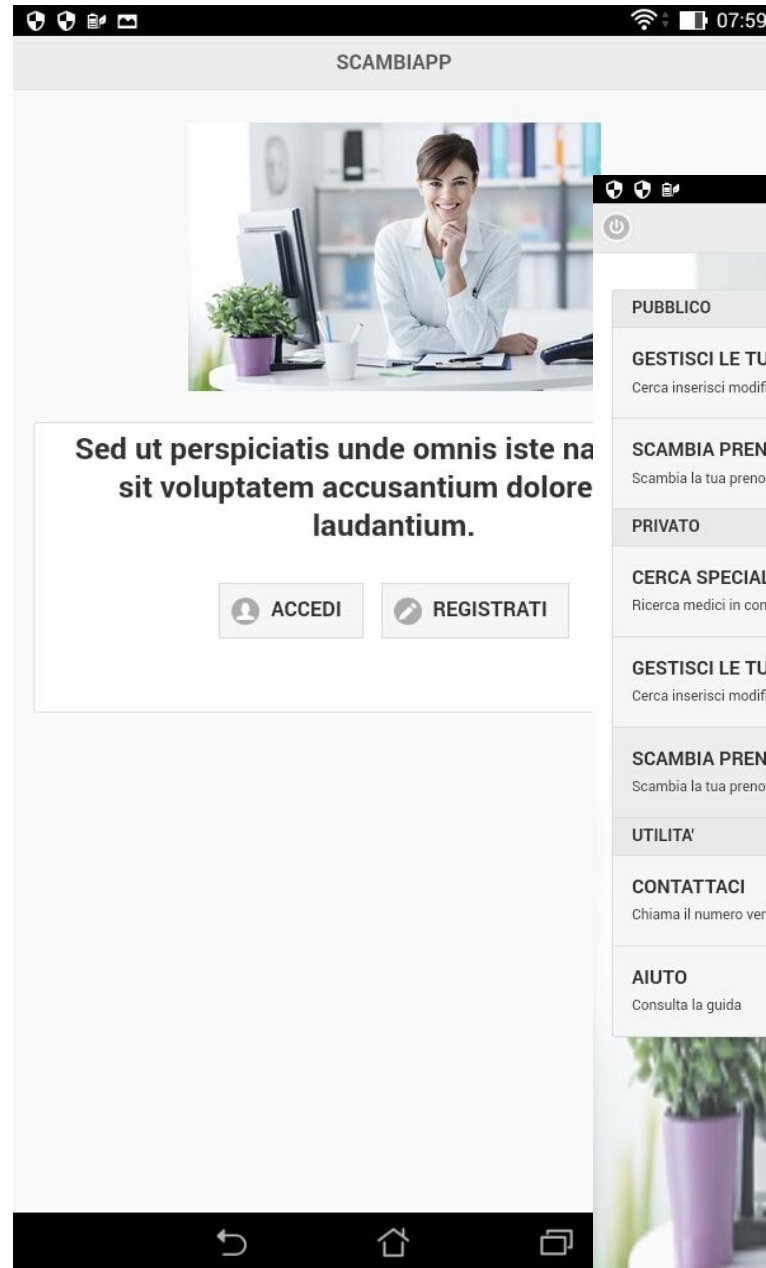 07:59
SCAMBIAPP
Sed ut perspiciatis unde omnis iste na
sit voluptatem accusantium dolore
laudantium.
ACCEDI
REGISTRATI
PUBBLICO
GESTISCI LE TU
Cerca inserisci modifi
SCAMBIA PREN
Scambia la tua preno
PRIVATO
CERCA SPECIAL
Ricerca medici in con
GESTISCI LE TU
Cerca inserisci modifi
SCAMBIA PREN
Scambia la tua preno
UTILITA'
CONTATTACI
Chiama il numero ver
AIUTO
Consulta la guida